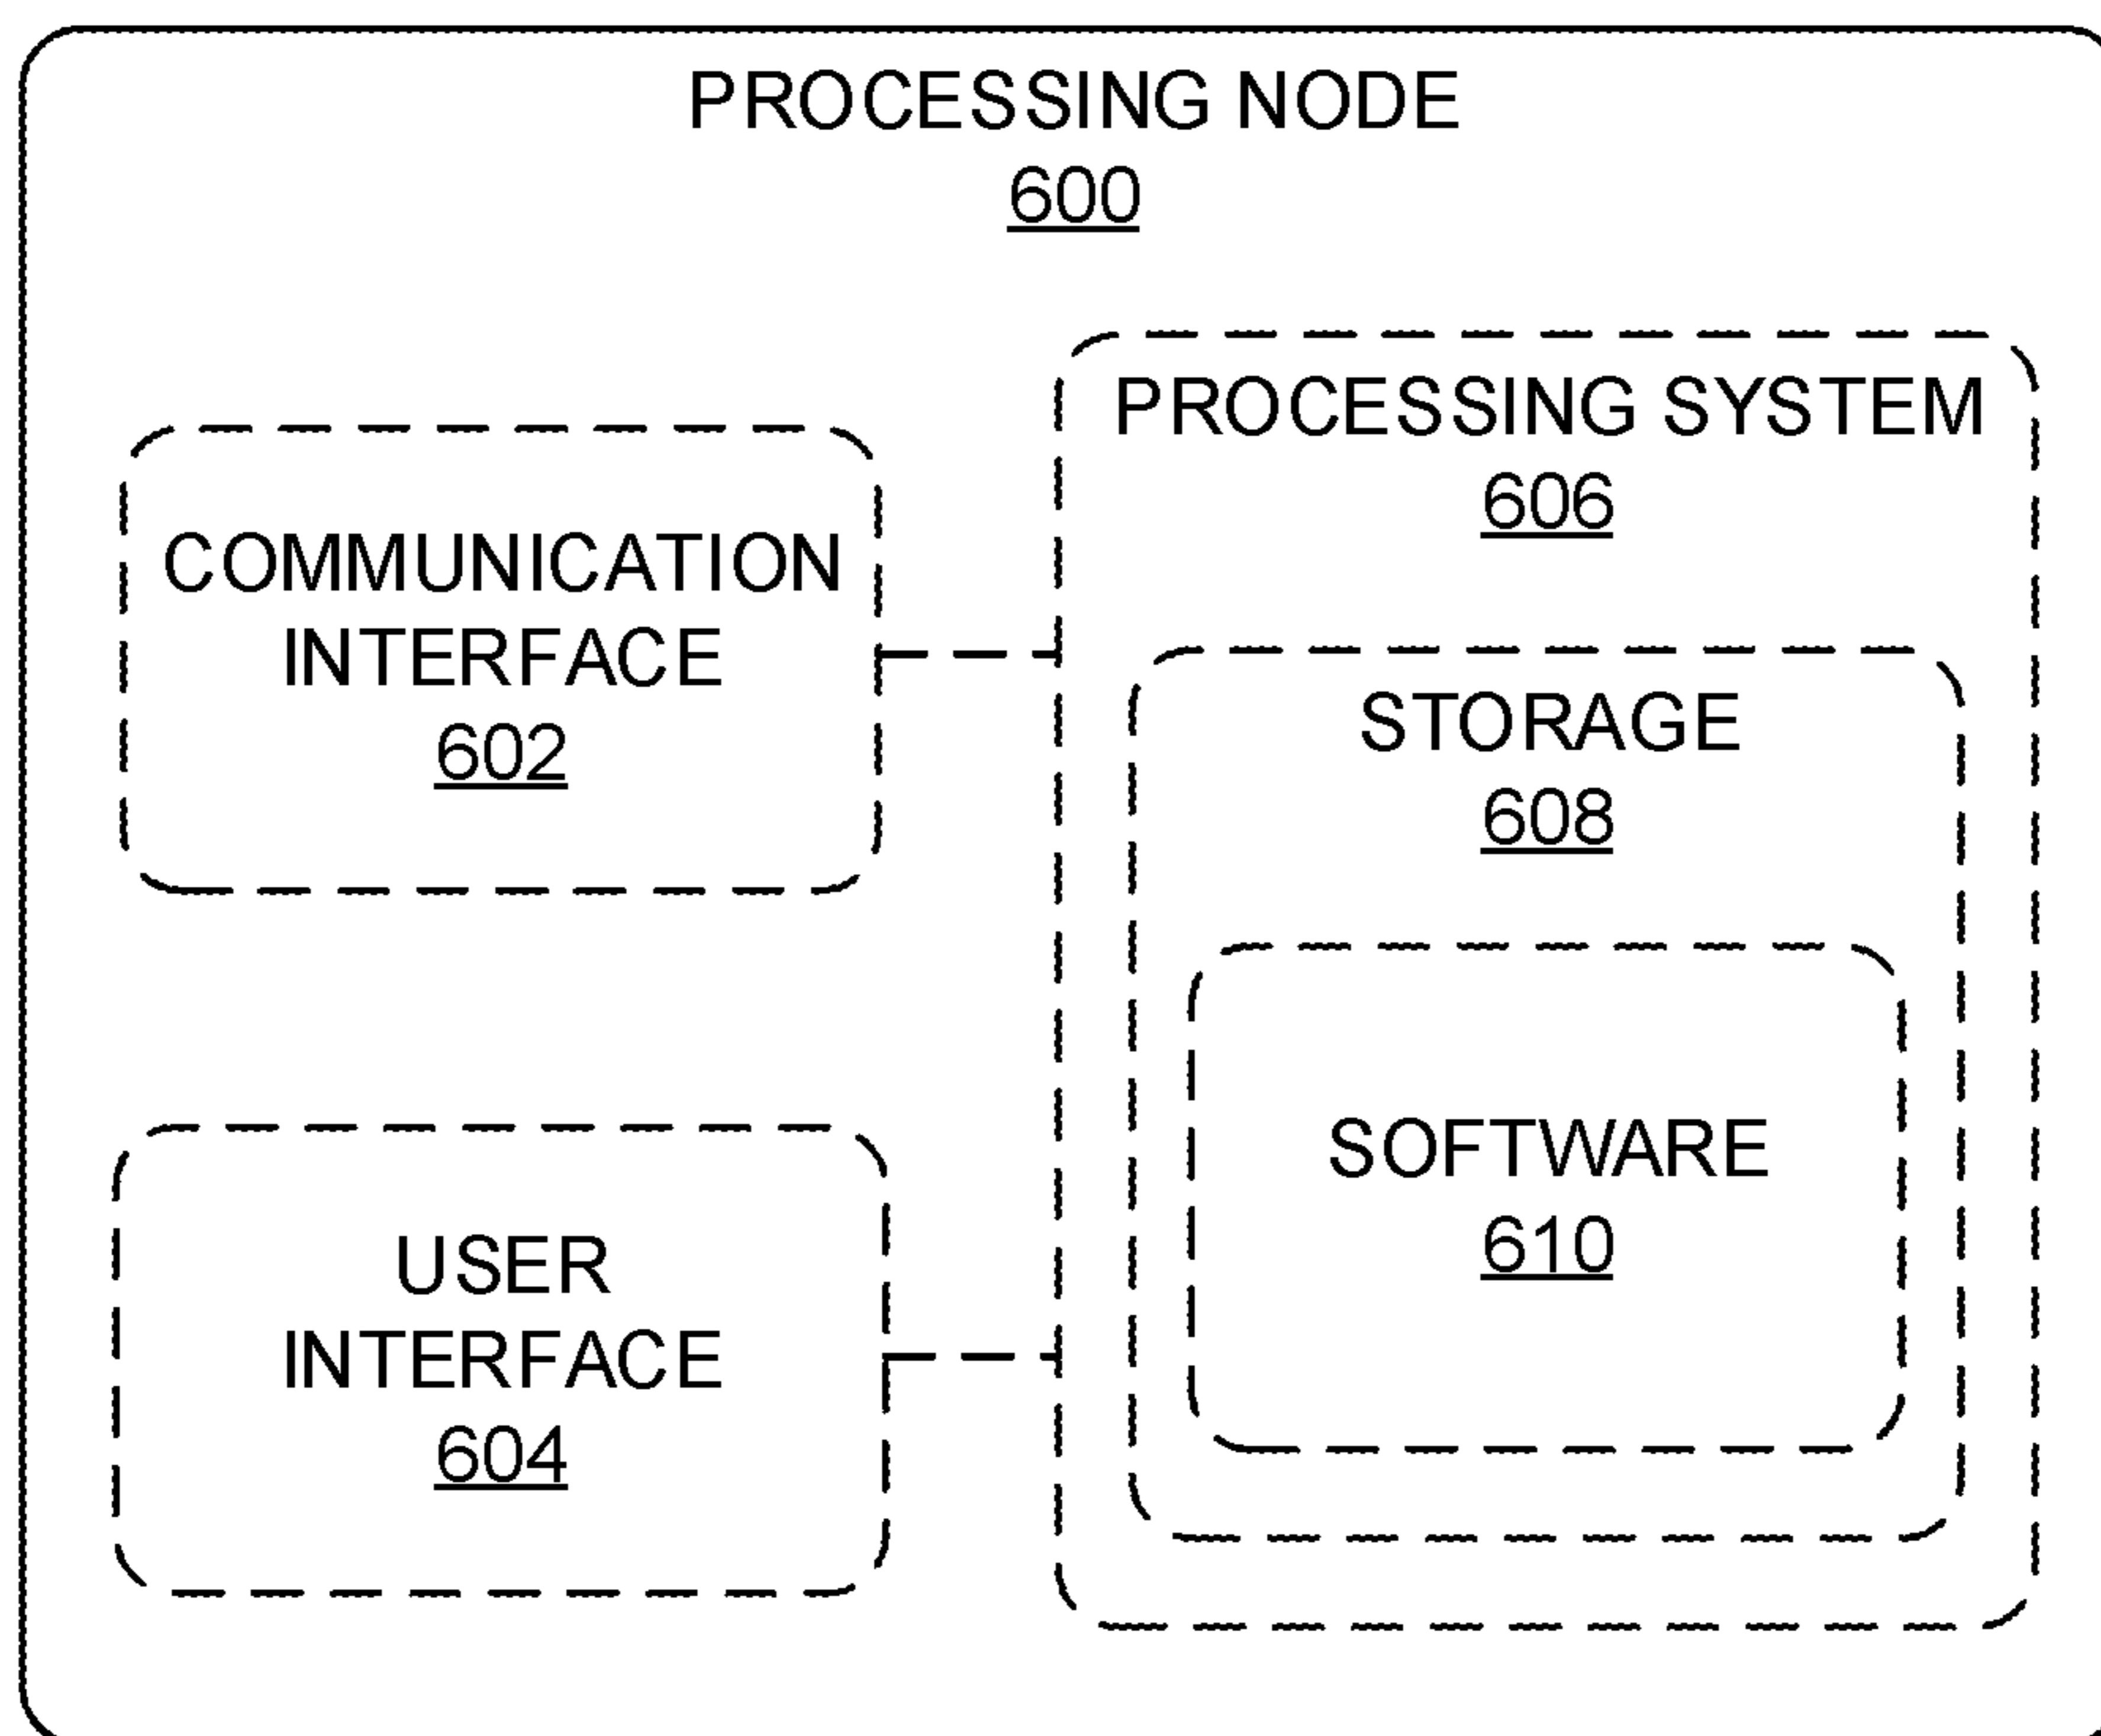 PROCESSING NODE
600
COMMUNICATION
INTERFACE
602
USER
INTERFACE
604
PROCESSING SYSTEM
606
STORAGE
608
SOFTWARE
610